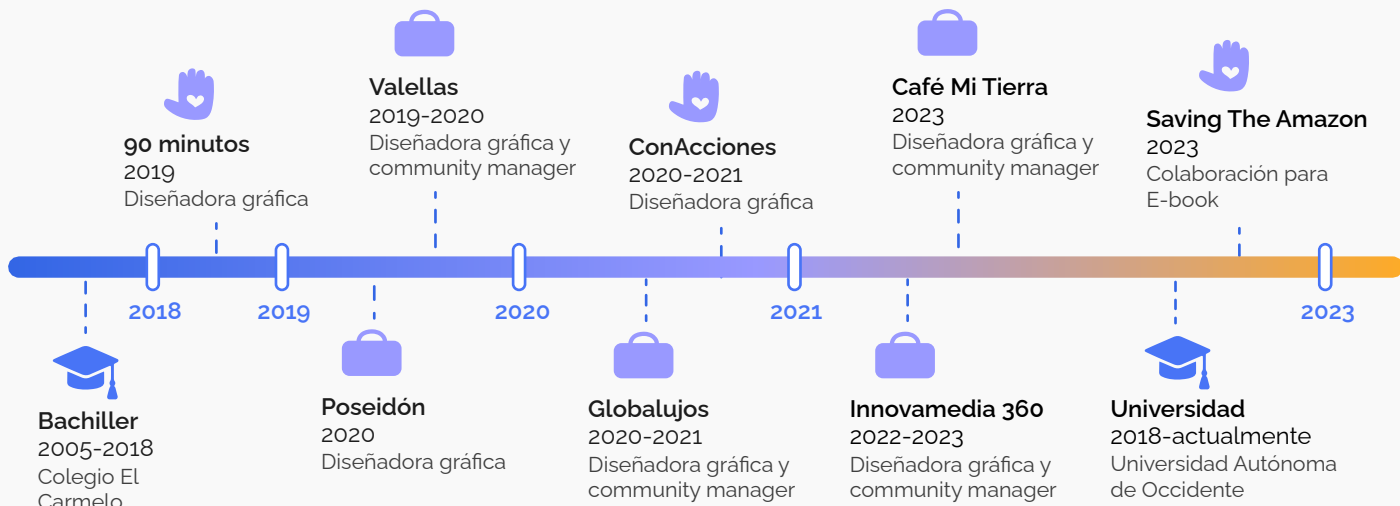 90 minutos
2019
Diseñadora gráfica
Valellas
2019-2020
Diseñadora gráfica y
community manager
ConAcciones
2020-2021
Diseñadora gráfica
Café Mi Tierra
2023
Diseñadora gráfica y
community manager
Saving The Amazon
2023
Colaboración para
E-book
2018
2019
2020
2021
2023
Bachiller
2005-2018
Colegio El
Carmelo
Poseidón
2020
Diseñadora gráfica
Globalujos
2020-2021
Diseñadora gráfica y
community manager
Innovamedia 360
2022-2023
Diseñadora gráfica y
community manager
Universidad
2018-actualmente
Universidad Autónoma
de Occidente